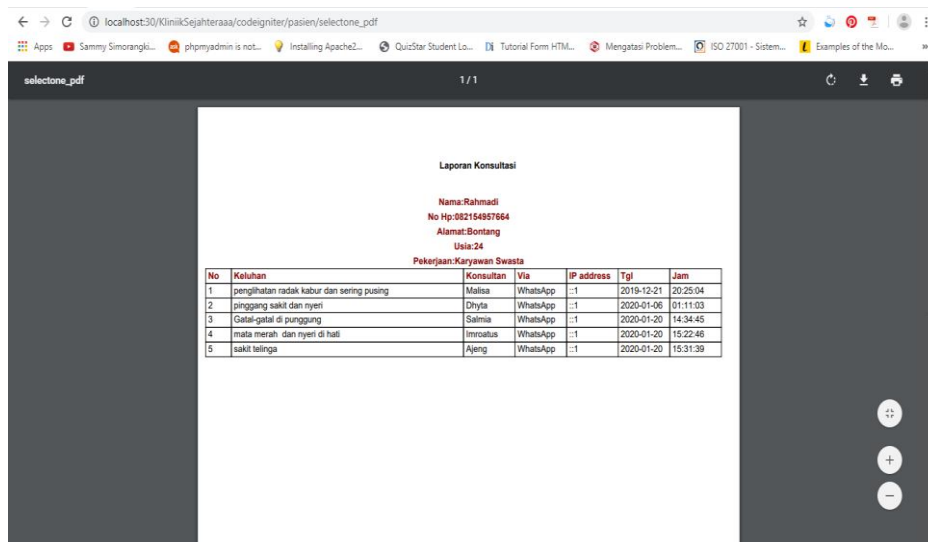 localhost:30/KliniikSejahteraaa/codeigniter/pasien/selectone_pdf
Apps Sammy Simorangki... phpmyadmin is not... Installing Apache2... QuizStar Student Lo... Tutorial Form HTM... Mengatasi Problem... ISO 27001 - Sistem... Examples of the Mo... »
selectone_pdf 1 / 1
Laporan Konsultasi
Nama:Rahmadi
No Hp:082154957664
Alamat:Bontang
Usia:24
Pekerjaan:Karyawan Swasta
No Keluhan Konsultan Via IP address Tgl Jam
1 penglihatan radak kabur dan sering pusing Malisa WhatsApp ::1 2019-12-21 20:25:04
2 pinggang sakit dan nyeri Dhyta WhatsApp ::1 2020-01-06 01:11:03
3 Gatal-gatal di punggung Salmia WhatsApp ::1 2020-01-20 14:34:45
4 mata merah dan nyeri di hati Imroatus WhatsApp ::1 2020-01-20 15:22:46
5 sakit telinga Ajeng WhatsApp ::1 2020-01-20 15:31:39